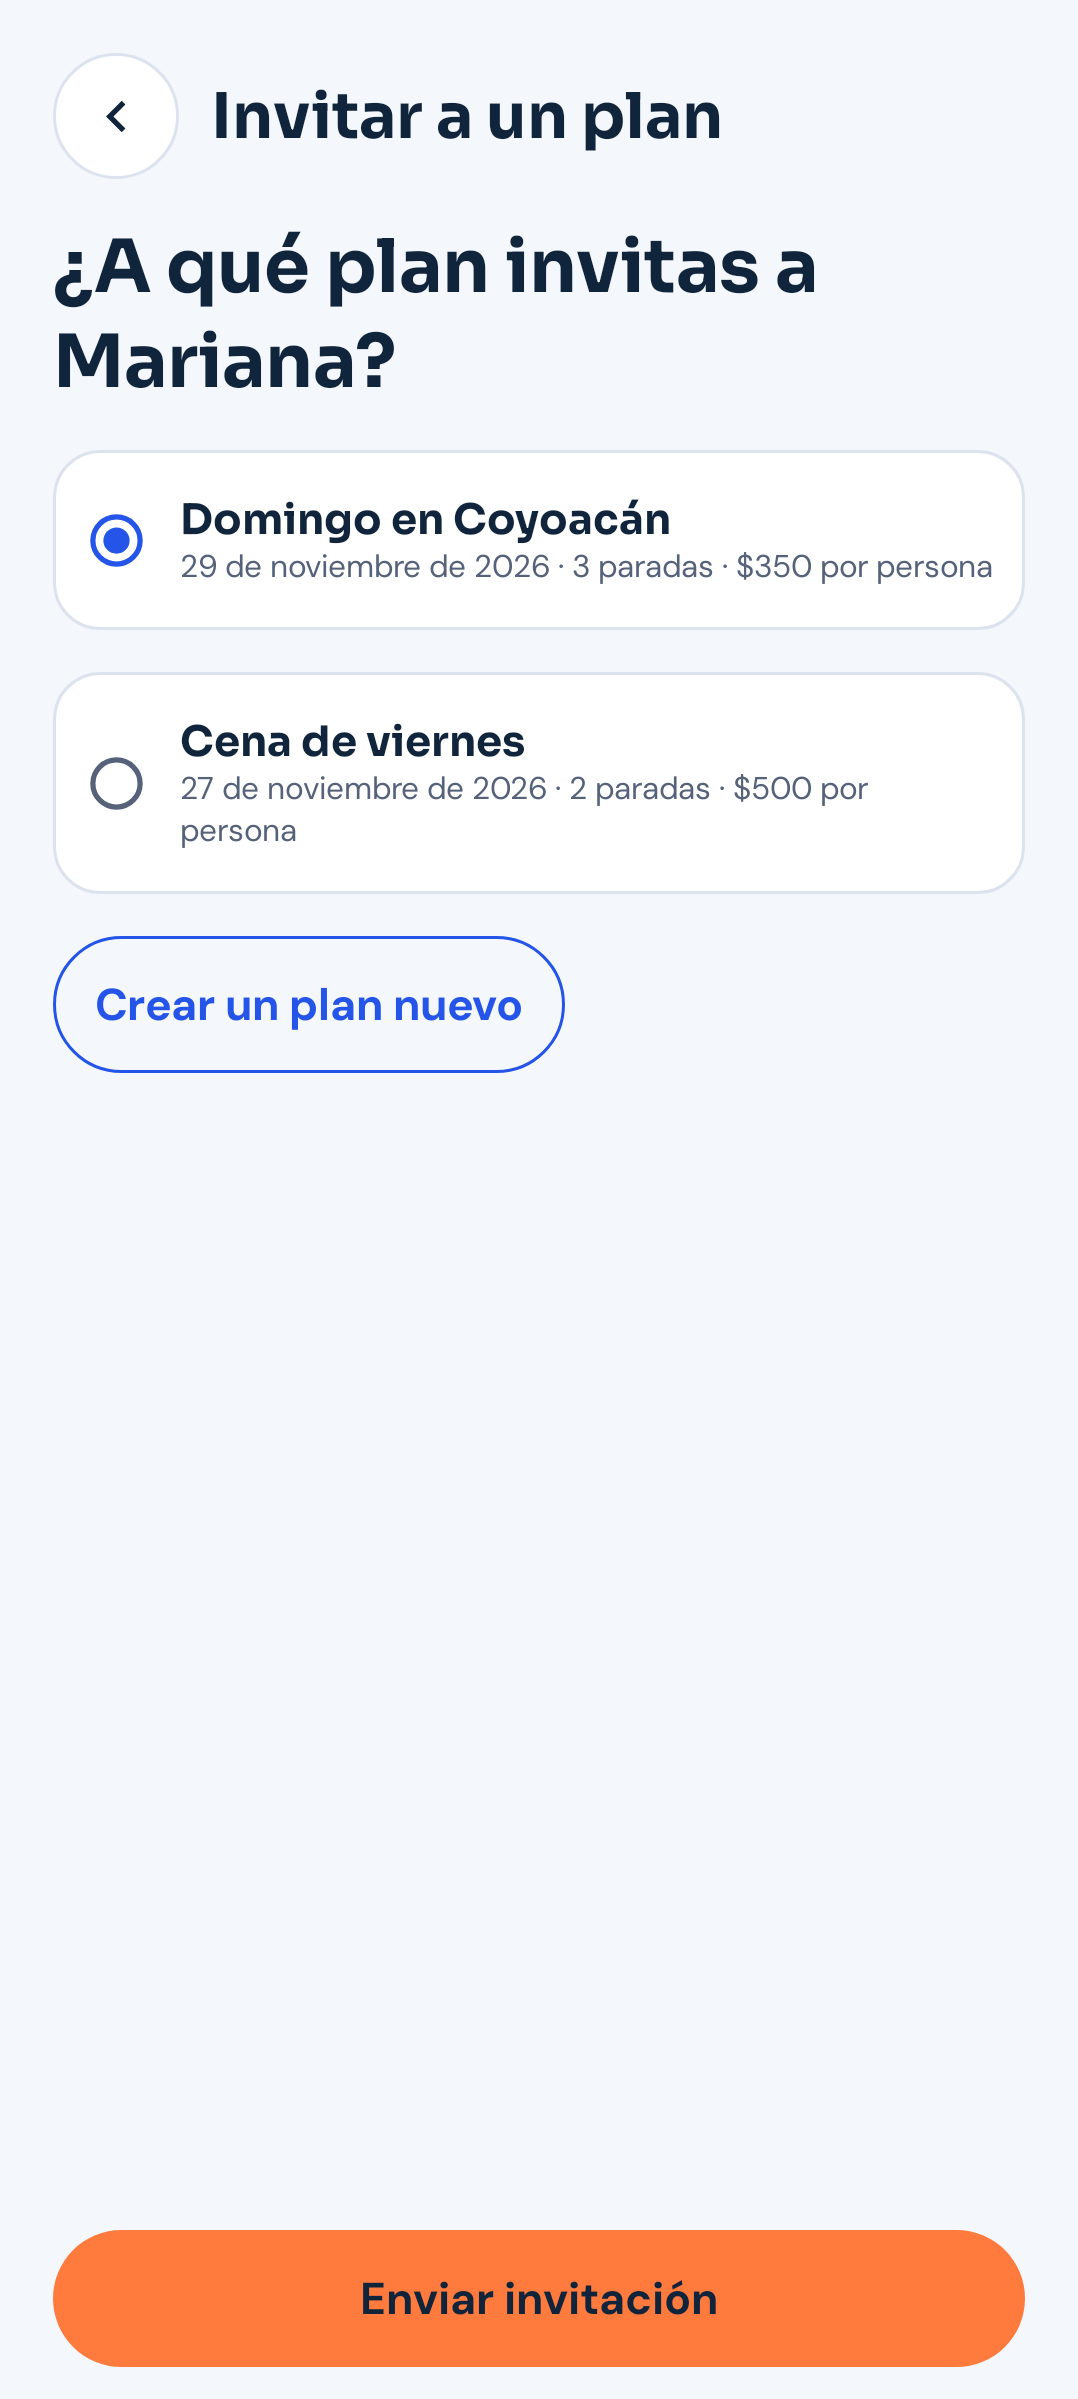 Invitar a un plan
¿A qué plan invitas a
Mariana?
Domingo en Coyoacán
29 de noviembre de 2026 · 3 paradas · $350 por persona
Cena de viernes
27 de noviembre de 2026 · 2 paradas · $500 por
persona
Crear un plan nuevo
Enviar invitación